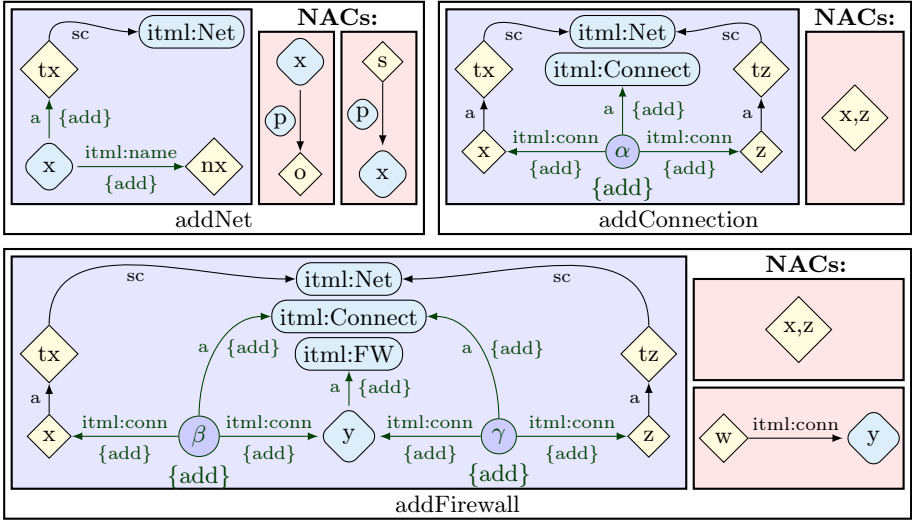 NACs:
sc
itml:Net
tx
a
{add}
itml:name
x
{add}
nx
x
p
o
s
p
x
addNet
sc
itml:Net
sc
tx
itml:Connect
tz
a
a
{add}
a
itml:conn
itml:conn
x
α
z
{add}
{add}
{add}
x,z
addConnection
NACs:
sc
itml:Net
sc
itml:Connect
tx
a
{add}
itml:FW
a
{add}
tz
a
a
{add}
a
itml:conn
itml:conn
itml:conn
itml:conn
x
β
y
γ
z
{add}
{add}
{add}
{add}
{add}
{add}
NACs:
x,z
itml:conn
w
y
addFirewall